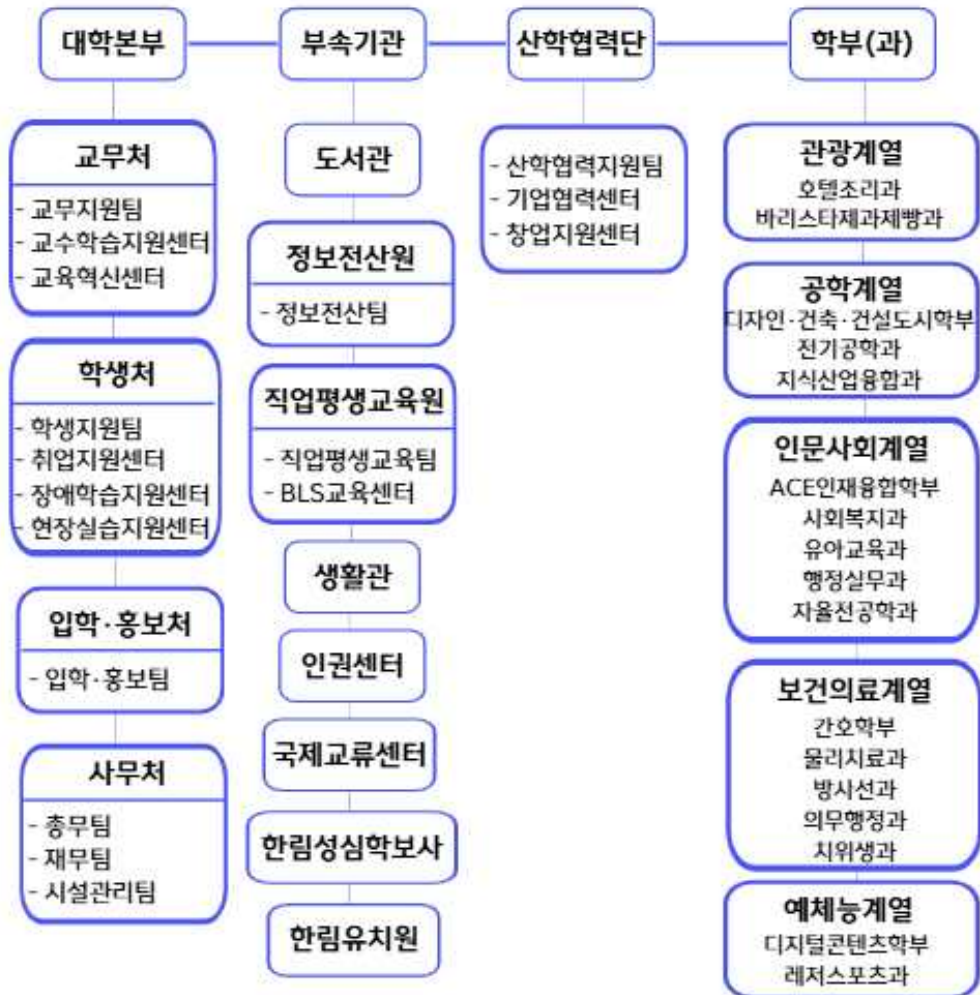 대학본부
부속기관
산학협력단
학부(과)
교무처
- 교무지원팀
- 교수학습지원센터
- 교육혁신센터
학생처
- 학생지원팀
- 취업지원센터
- 장애학습지원센터
- 현장실습지원센터
입학·홍보처
- 입학·홍보팀
사무처
- 총무팀
- 재무팀
- 시설관리팀
도서관
정보전산원
- 정보전산팀
직업평생교육원
- 직업평생교육팀
- BLS교육센터
생활관
인권센터
국제교류센터
한림성심학보사
한림유치원
- 산학협력지원팀
- 기업협력센터
- 창업지원센터
관광계열
호텔조리과
바리스타제과제빵과
공학계열
디자인·건축·건설도시학부
전기공학과
지식산업융합과
인문사회계열
ACE인재융합학부
사회복지과
유아교육과
행정실무과
자율전공학과
보건의료계열
간호학부
물리치료과
방사선과
의무행정과
치위생과
예체능계열
디지털콘텐츠학부
레저스포츠과